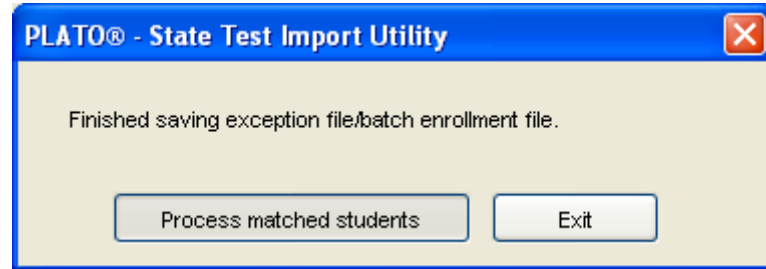 PLATO® - State Test Import Utility
Finished saving exception file/batch enrollment file.
Process matched students Exit